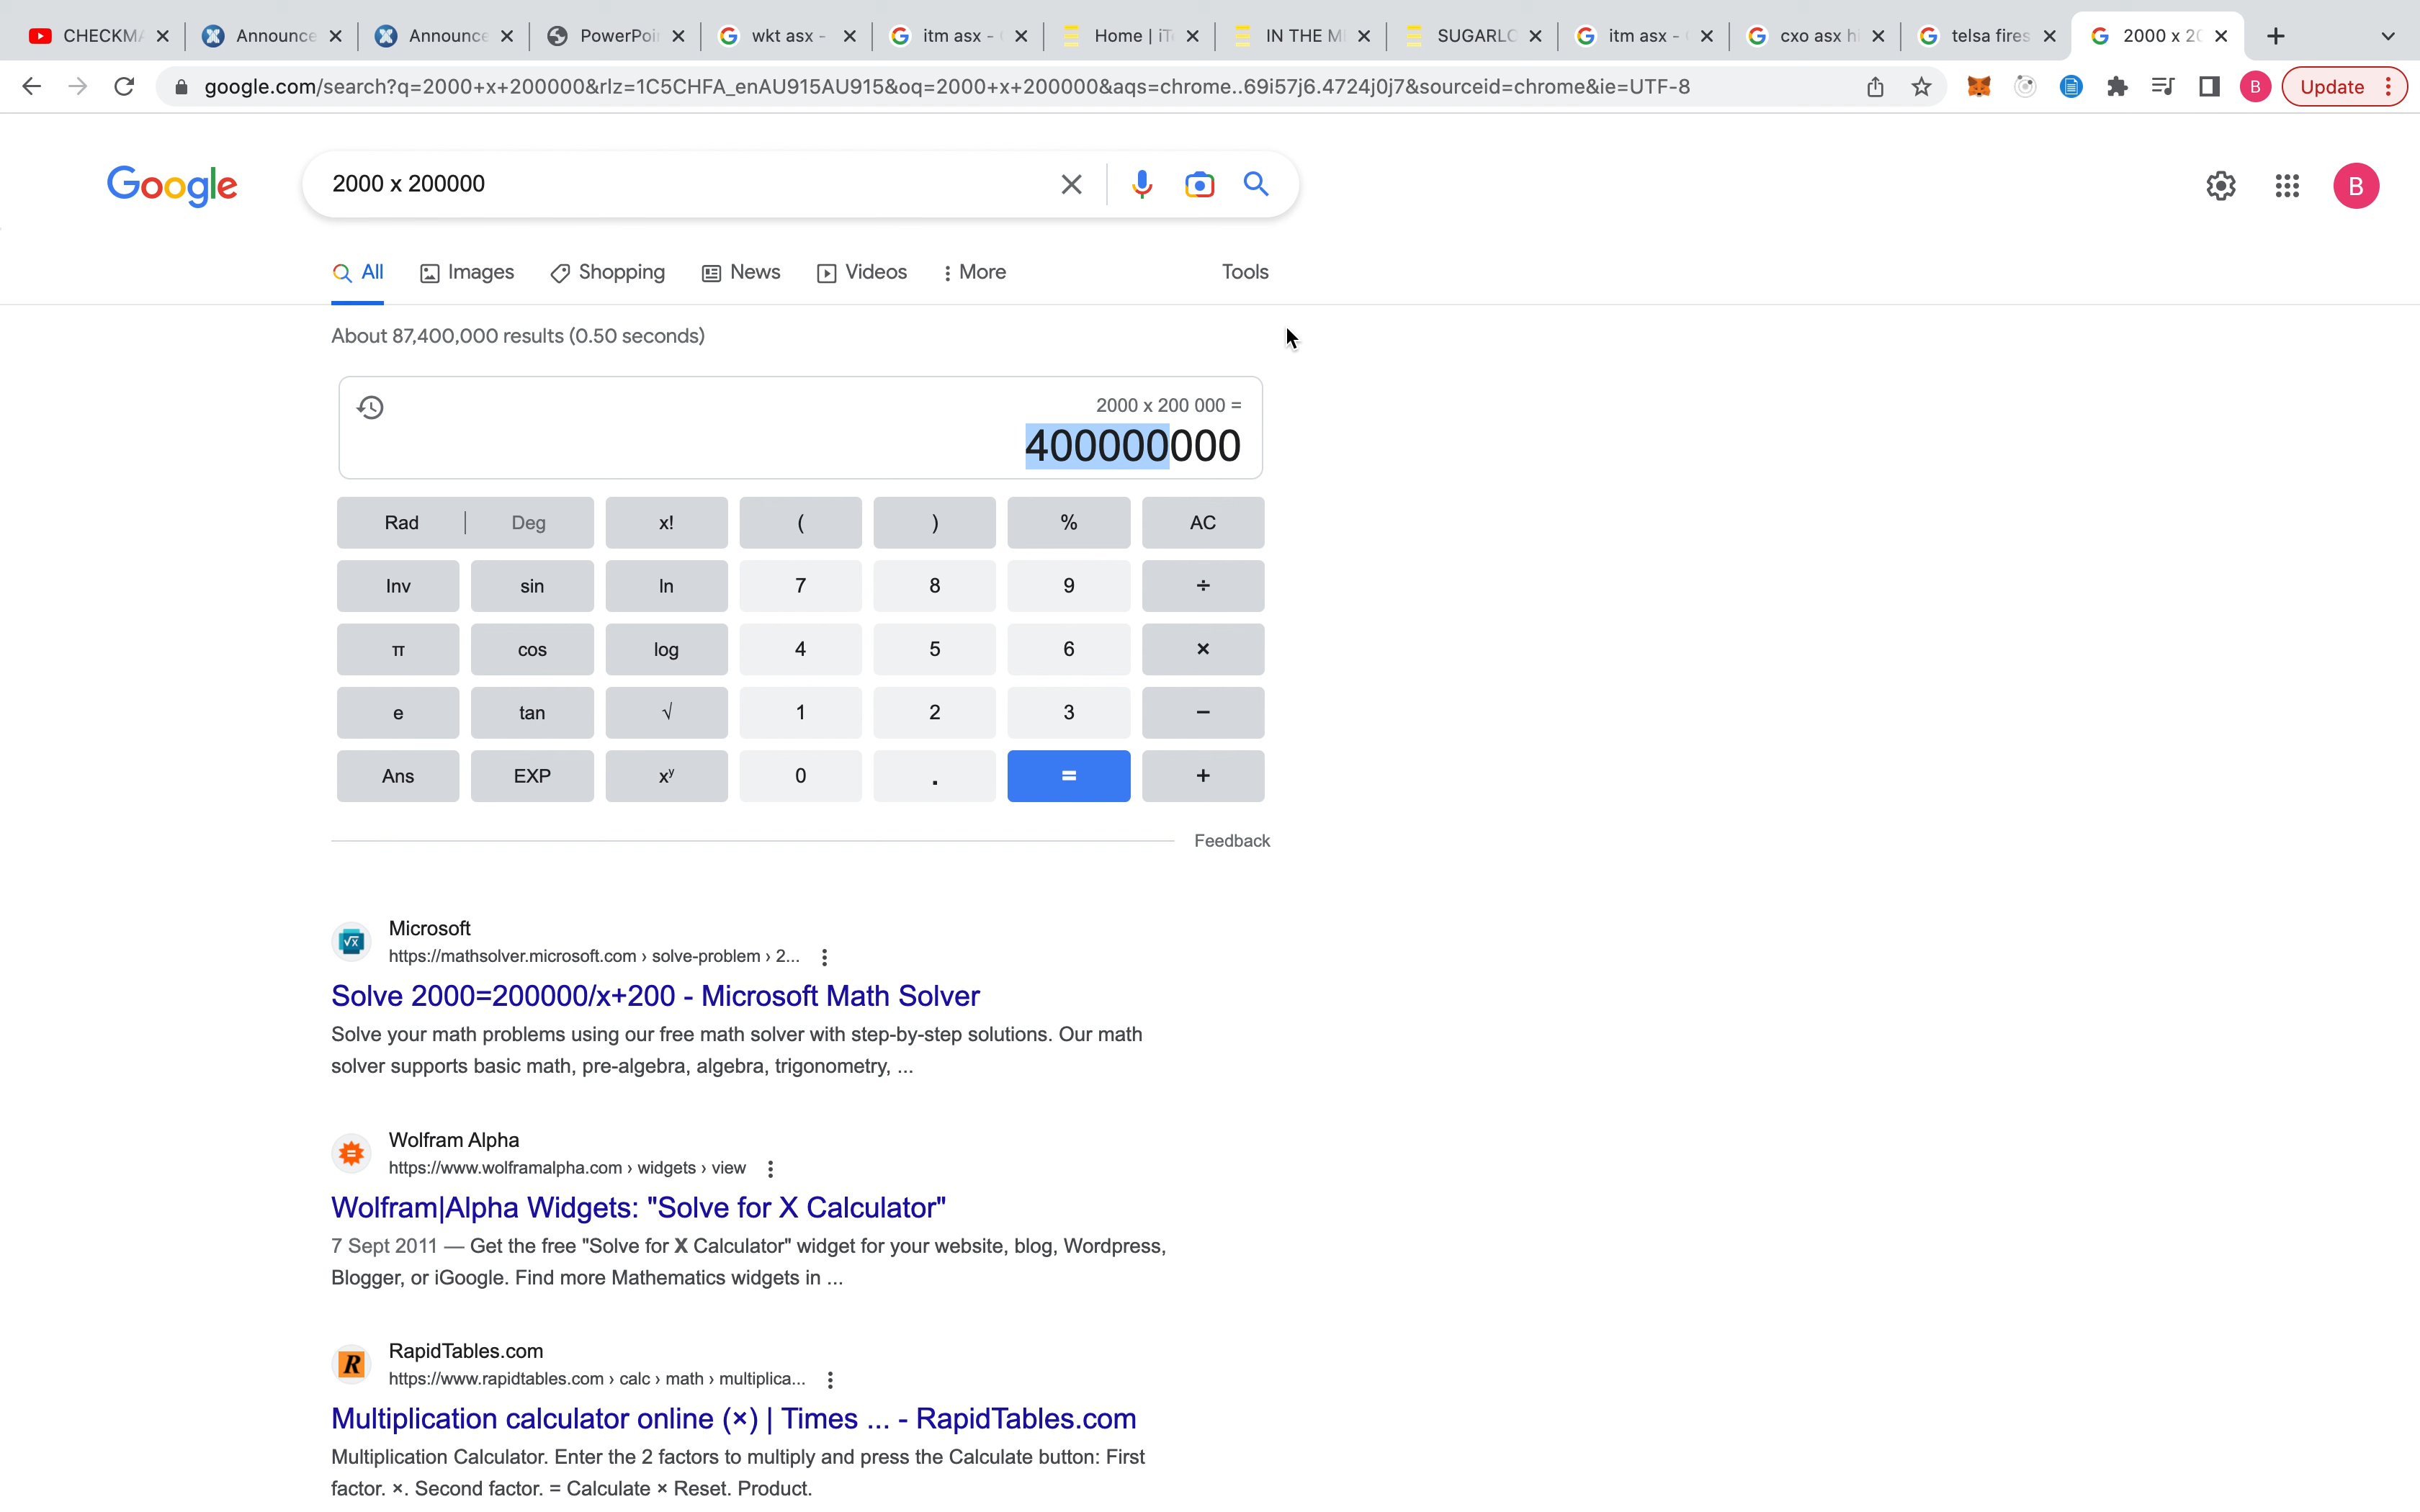 CHECKMA
Announce
Announce
PowerPoi
wkt asx -
itm asx -
Home | iTe
IN THE MI
SUGARLO
itm asx -
cxo asx hi
telsa fires
2000 x 20
google.com/search?q=2000+x+200000&rlz=1C5CHFA_enAU915AU915&oq=2000+x+200000&aqs=chrome..69i57j6.4724j0j7&sourceid=chrome&ie=UTF-8
B
Update
Google
2000 x 200000
B
All
Images
Shopping
News
Videos
More
Tools
About 87,400,000 results (0.50 seconds)
2000 x 200 000 =
400000000
Rad | Deg x! ( ) % AC
Inv sin ln 7 8 9 ÷
π cos log 4 5 6 ×
e tan √ 1 2 3 −
Ans EXP xʸ 0 . = +
Feedback
Microsoft
https://mathsolver.microsoft.com › solve-problem › 2...
Solve 2000=200000/x+200 - Microsoft Math Solver
Solve your math problems using our free math solver with step-by-step solutions. Our math
solver supports basic math, pre-algebra, algebra, trigonometry, ...
Wolfram Alpha
https://www.wolframalpha.com › widgets › view
Wolfram|Alpha Widgets: "Solve for X Calculator"
7 Sept 2011 — Get the free "Solve for X Calculator" widget for your website, blog, Wordpress,
Blogger, or iGoogle. Find more Mathematics widgets in ...
R
RapidTables.com
https://www.rapidtables.com › calc › math › multiplica...
Multiplication calculator online (×) | Times ... - RapidTables.com
Multiplication Calculator. Enter the 2 factors to multiply and press the Calculate button: First
factor. ×. Second factor. = Calculate × Reset. Product.